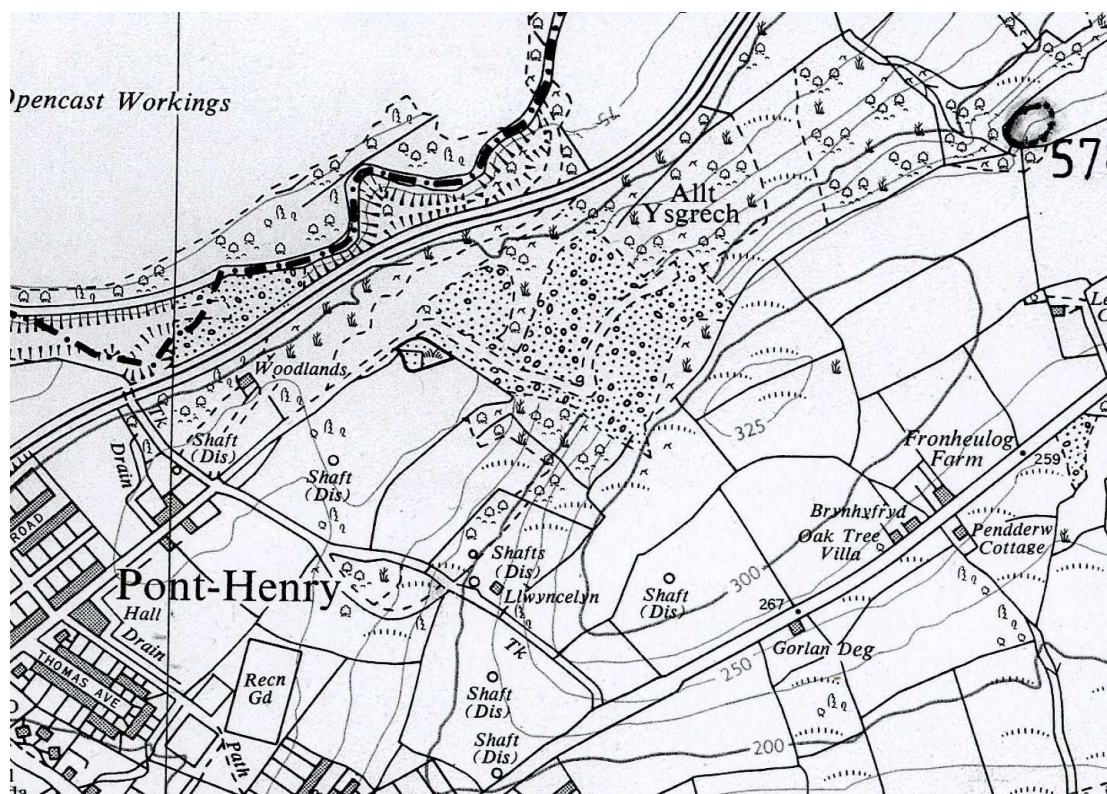 Opencast Workings
75
Allt
Ysgrech
57
Woodlands
Tk
Drain
Shaft
(Dis)
Shaft
(Dis)
325
Fronheulog
Farm
259
Brynhyfryd
Oak Tree
Villa
Pendderw
Cottage
ROAD
Shafts
(Dis)
Llwyncelyn
Shaft
(Dis)
300
267
Pont-Henry
Hall
Drain
Tk
Gorlan Deg
250
THOMAS AVE
Recn
Gd
Shaft
(Dis)
Shaft
(Dis)
200
Path